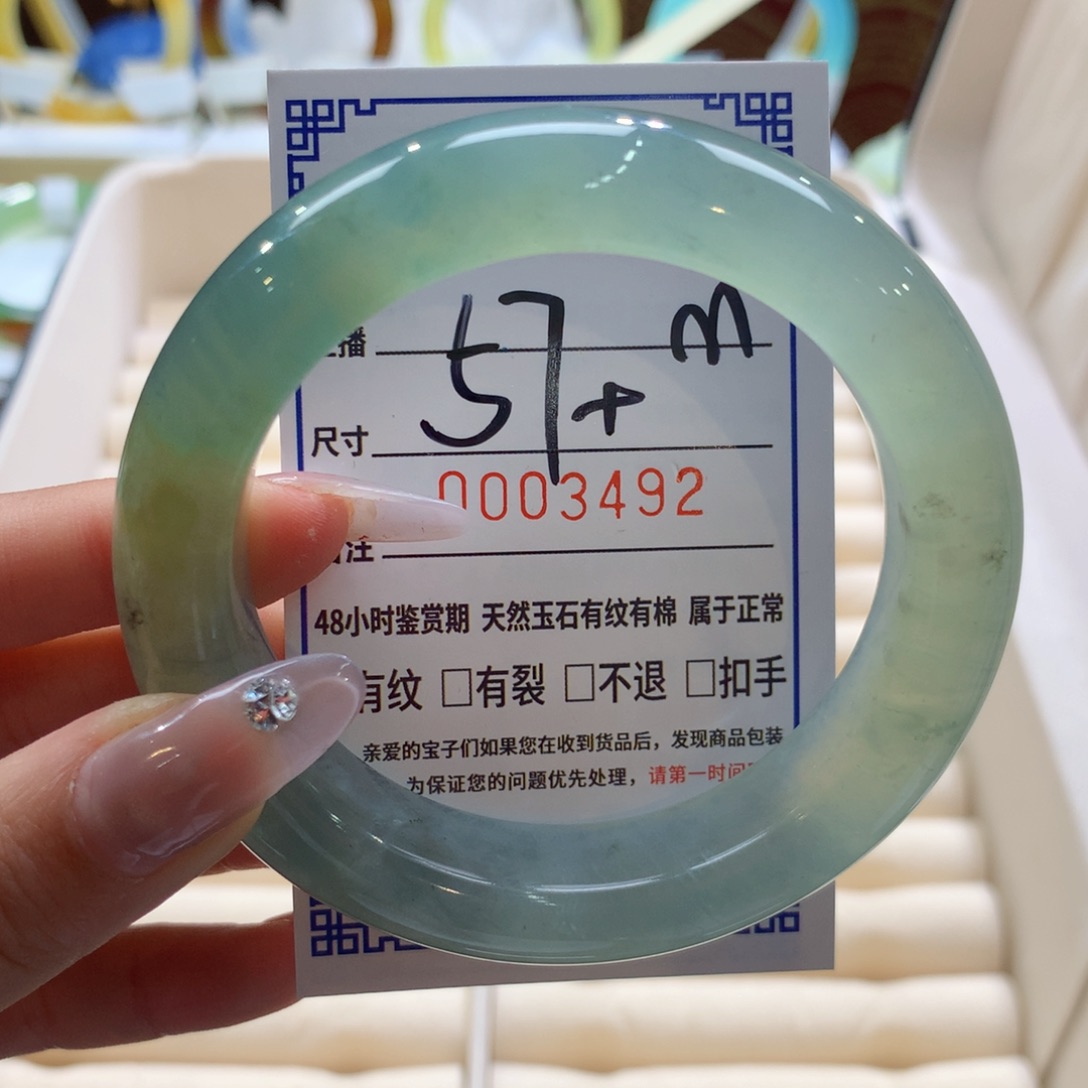 播 m
尺寸 57+
0003492
注
48小时鉴赏期 天然玉石有纹有棉 属于正常
有纹 □有裂 □不退 □扣手
亲爱的宝子们如果您在收到货品后，发现商品包装
为保证您的问题优先处理，请第一时间